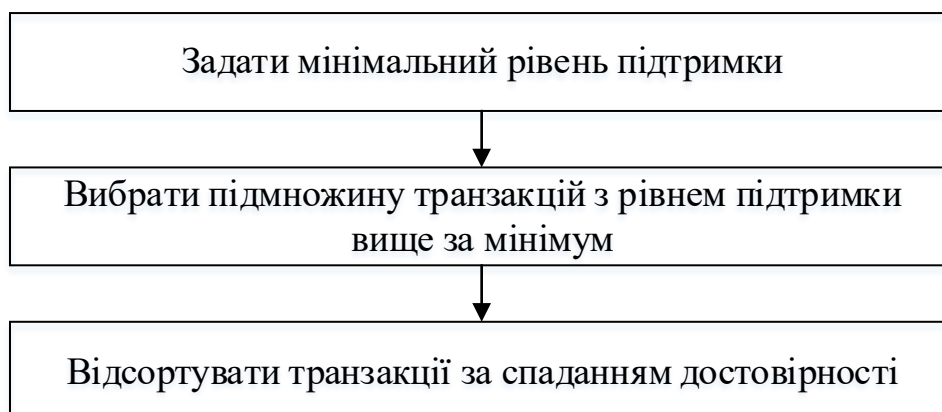 Задати мінімальний рівень підтримки
Вибрати підмножину транзакцій з рівнем підтримки
вище за мінімум
Відсортувати транзакції за спаданням достовірності